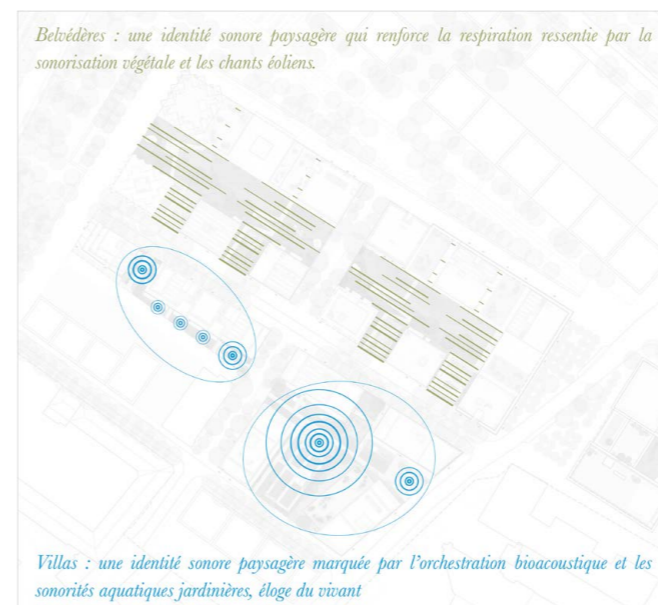 Belvédères : une identité sonore paysagère qui renforce la respiration ressentie par la
sonorisation végétale et les chants éoliens.
Villas : une identité sonore paysagère marquée par l’orchestration bioacoustique et les
sonorités aquatiques jardinières, éloge du vivant